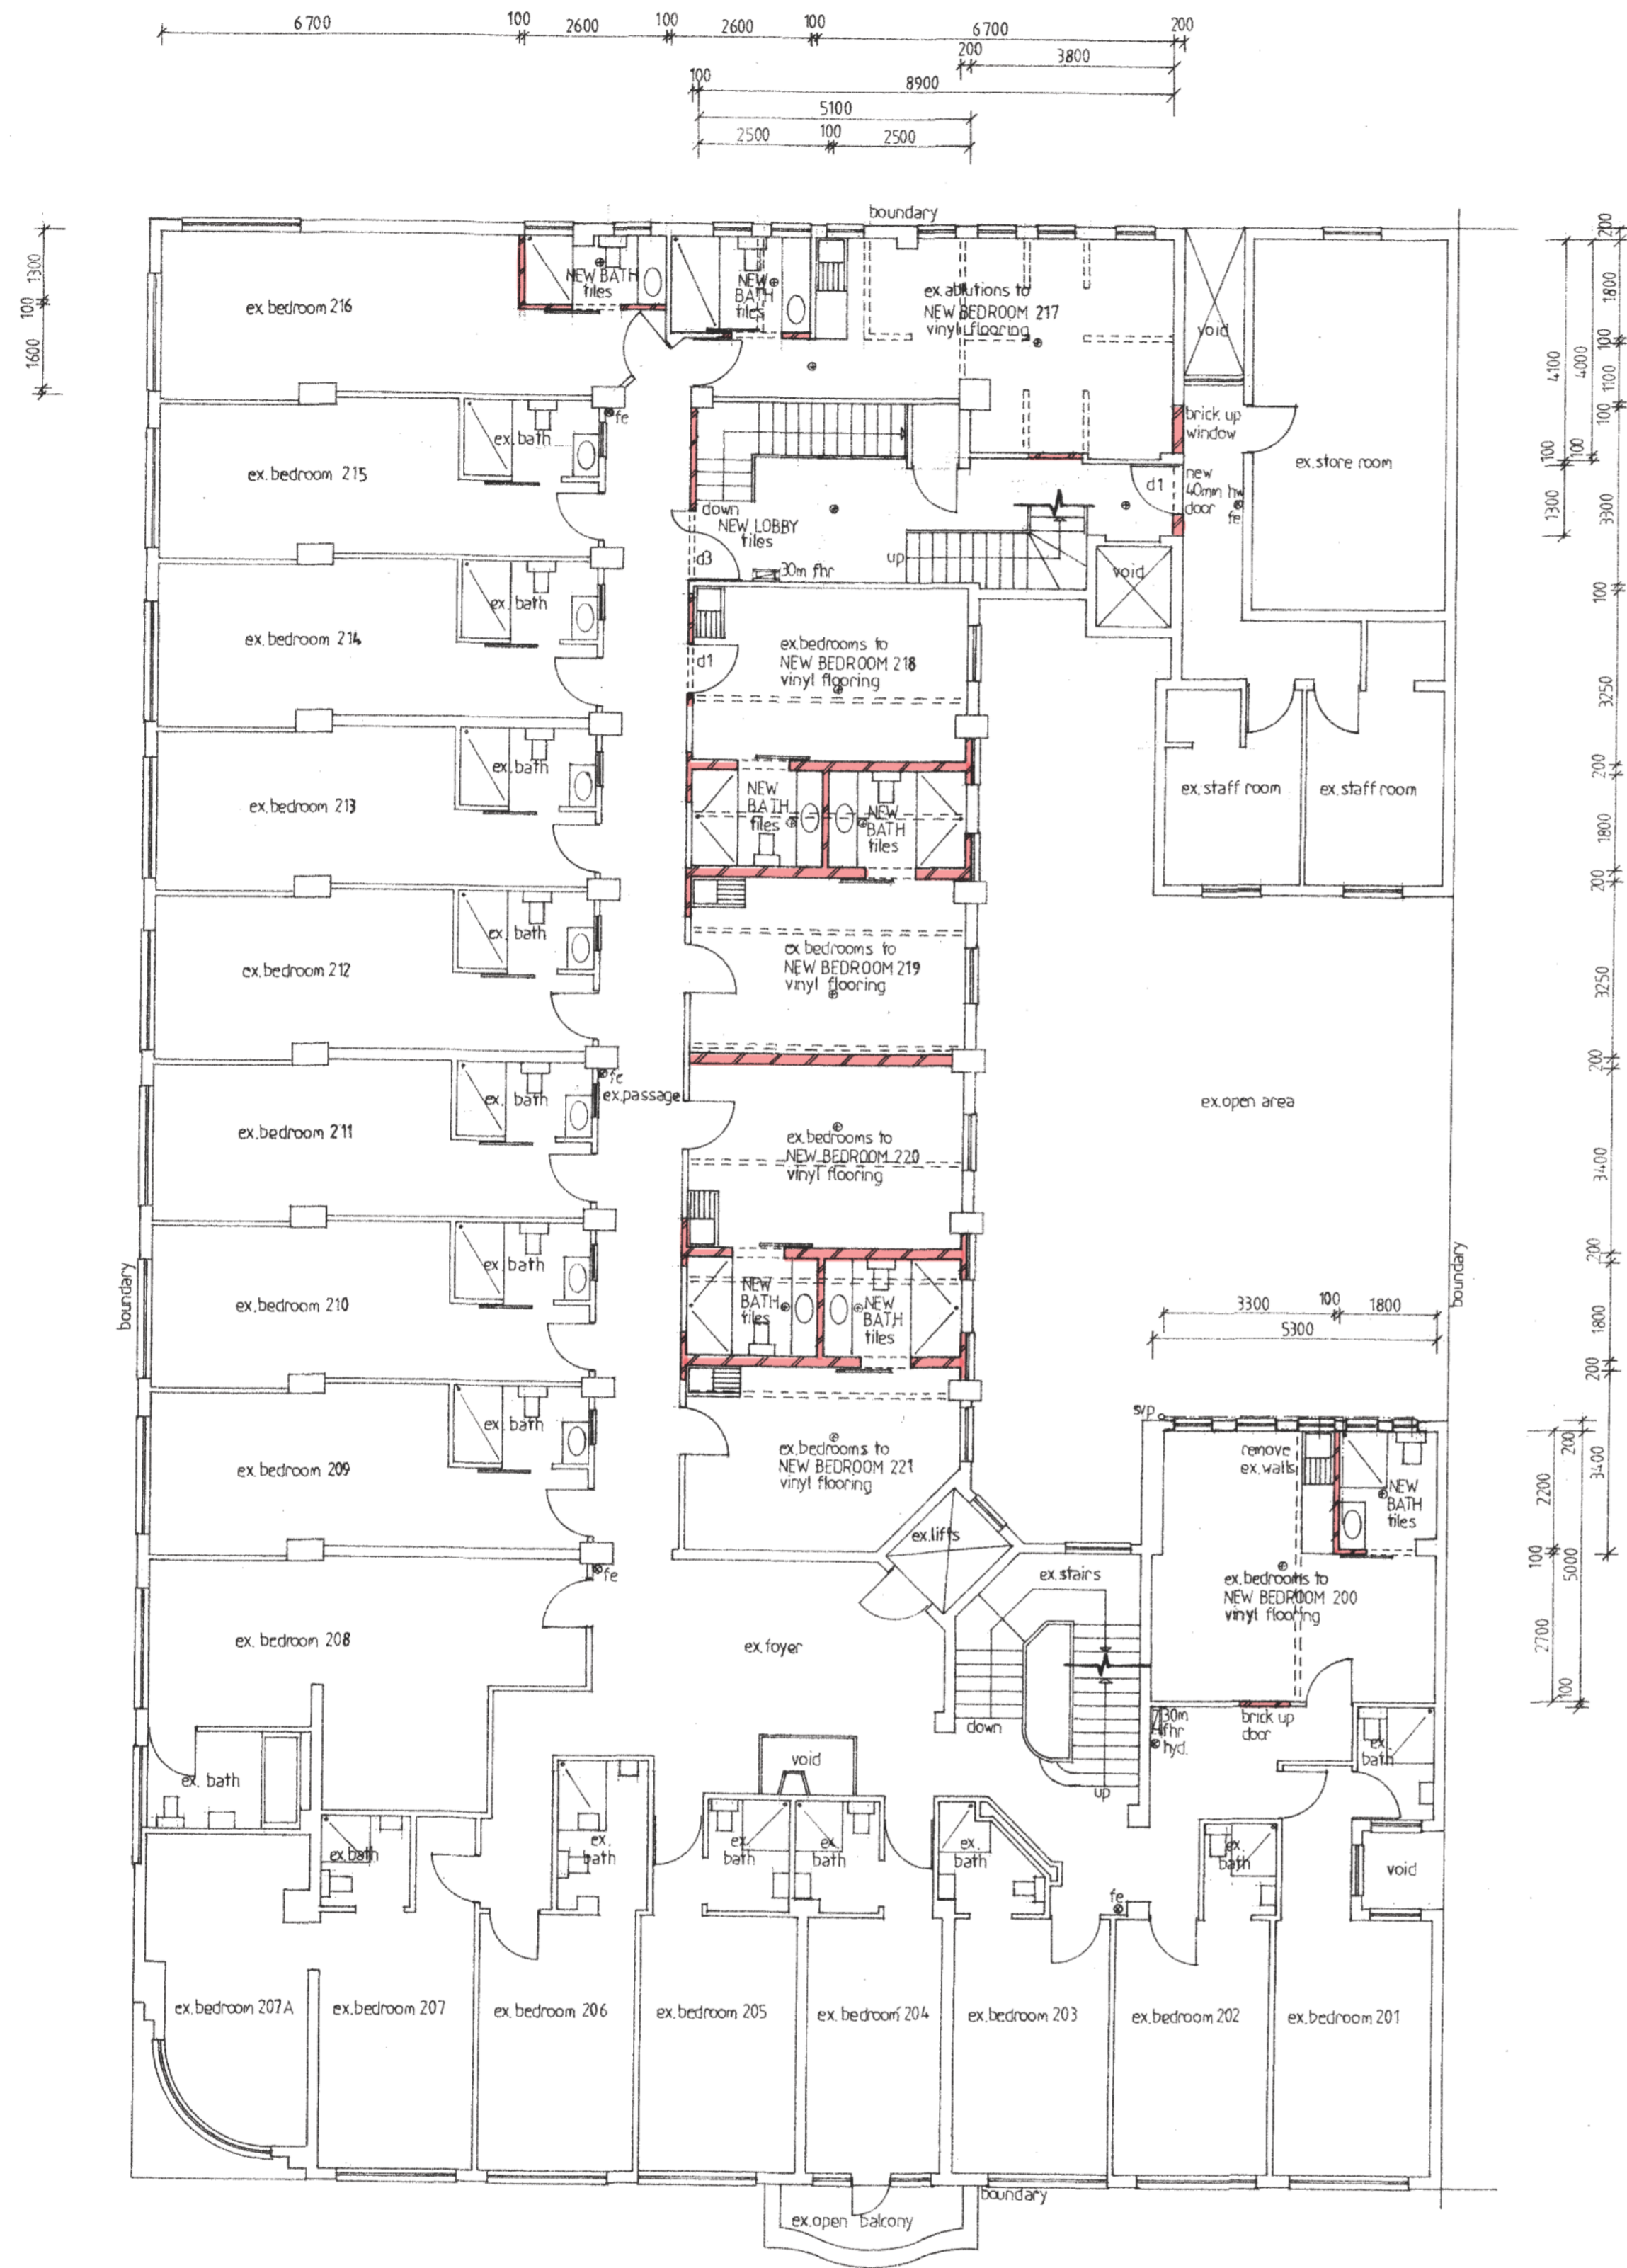 6700 100 2600 100 2600 100 6700 200
200 3800
100 8900
5100
2500 100 2500
boundary
200
1300
100
1600
1800
100
1100
100
3300
100
3250
200
1800
200
3250
200
3400
200
1800
200
3400
4000
100
4100
100
1300
ex bedroom 216
NEW BATH
tiles
NEW
BATH
tiles
ex.ablutions to
NEW BEDROOM 217
vinyl flooring
void
brick up
window
ex.store room
fe
ex.bath
ex.bedroom 215
down
NEW LOBBY
tiles
d3
30m fhr
up
d1
new
40min hw
door
fe
void
ex.bath
ex.bedroom 214
d1
ex.bedrooms to
NEW BEDROOM 218
vinyl flooring
ex.bath
ex.bedroom 213
NEW
BATH
tiles
NEW
BATH
tiles
ex.staff room
ex.staff room
ex.bath
ex.bedroom 212
ex bedrooms to
NEW BEDROOM 219
vinyl flooring
fe
ex.passage
ex.bath
ex.bedroom 211
ex.bedrooms to
NEW BEDROOM 220
vinyl flooring
ex.open area
boundary
ex.bath
ex.bedroom 210
NEW
BATH
tiles
NEW
BATH
tiles
boundary
3300 100 1800
5300
ex.bath
ex.bedroom 209
ex.bedrooms to
NEW BEDROOM 221
vinyl flooring
svp
remove
ex.walls
NEW
BATH
tiles
200
2200
100
5000
2700
100
ex.lifts
ex.stairs
fe
ex.bedrooms to
NEW BEDROOM 200
vinyl flooring
ex. bedroom 208
ex.foyer
down
30m
fhr
hyd.
brick up
door
ex.
bath
void
up
ex. bath
ex.bath
ex.
bath
ex.
bath
ex.
bath
ex.
bath
ex.
bath
void
fe
ex.bedroom 207A
ex.bedroom 207
ex.bedroom 206
ex.bedroom 205
ex.bedroom 204
ex.bedroom 203
ex.bedroom 202
ex.bedroom 201
boundary
ex.open balcony